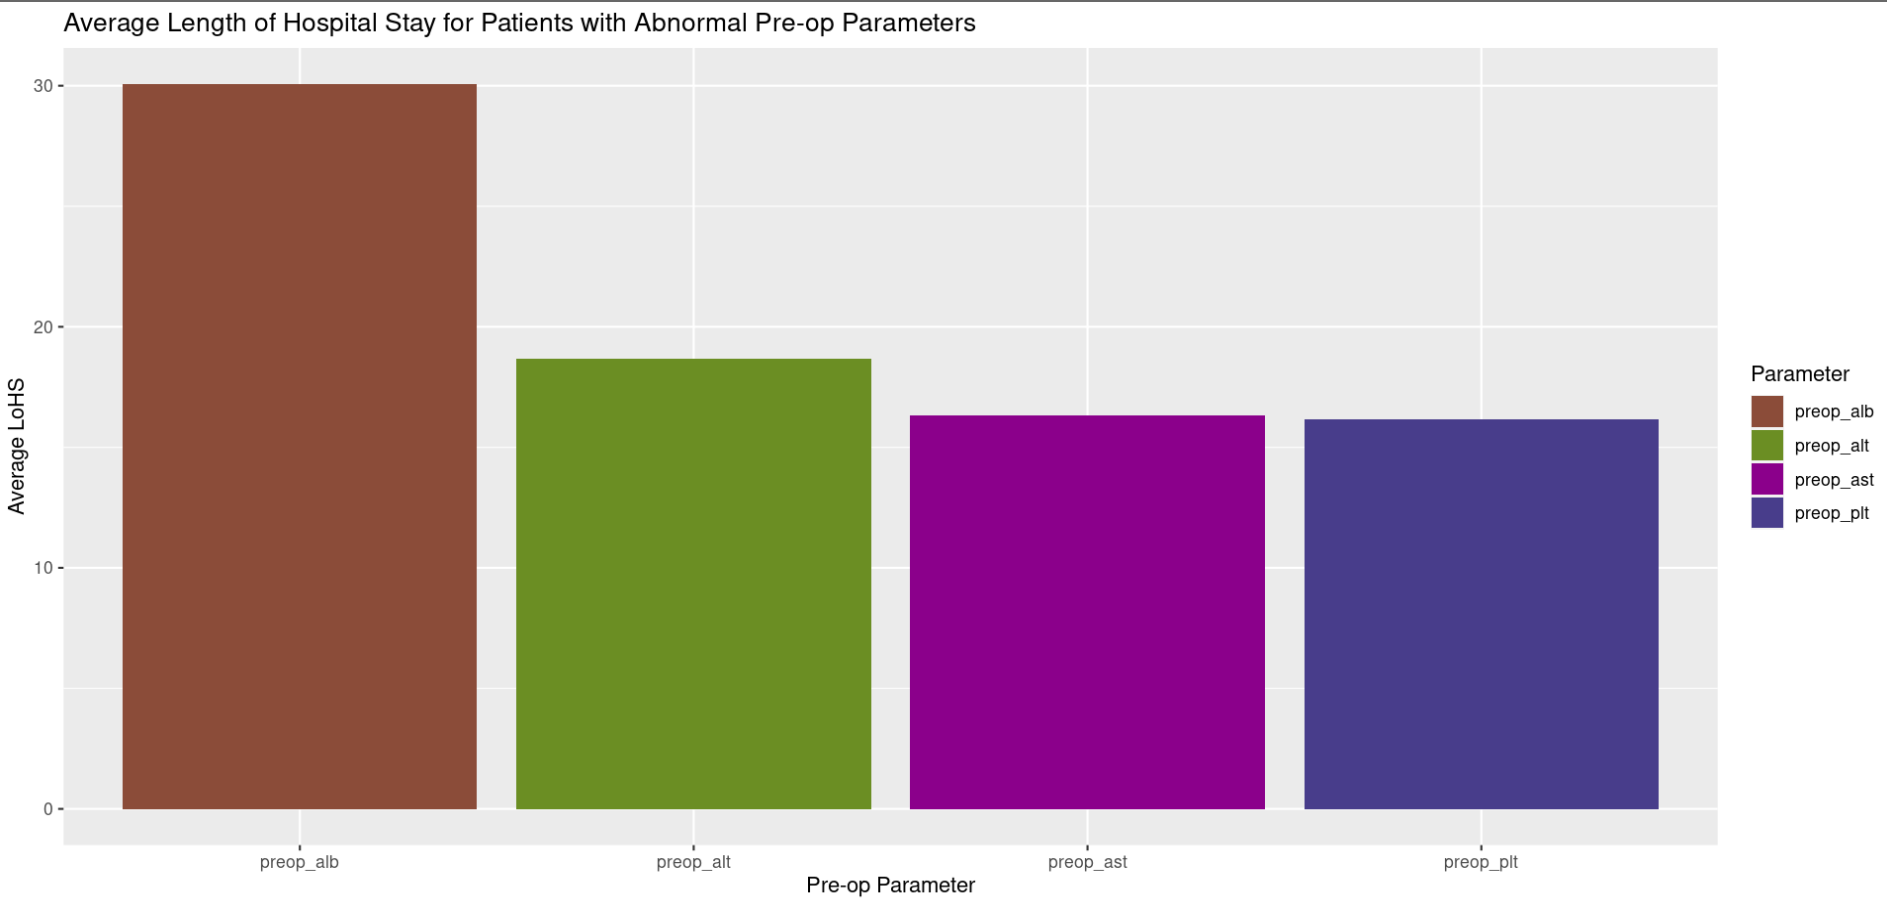 Average Length of Hospital Stay for Patients with Abnormal Pre-op Parameters
Average LoHS
30
20
10
0
preop_alb
preop_alt
preop_ast
preop_plt
Pre-op Parameter
Parameter
preop_alb
preop_alt
preop_ast
preop_plt